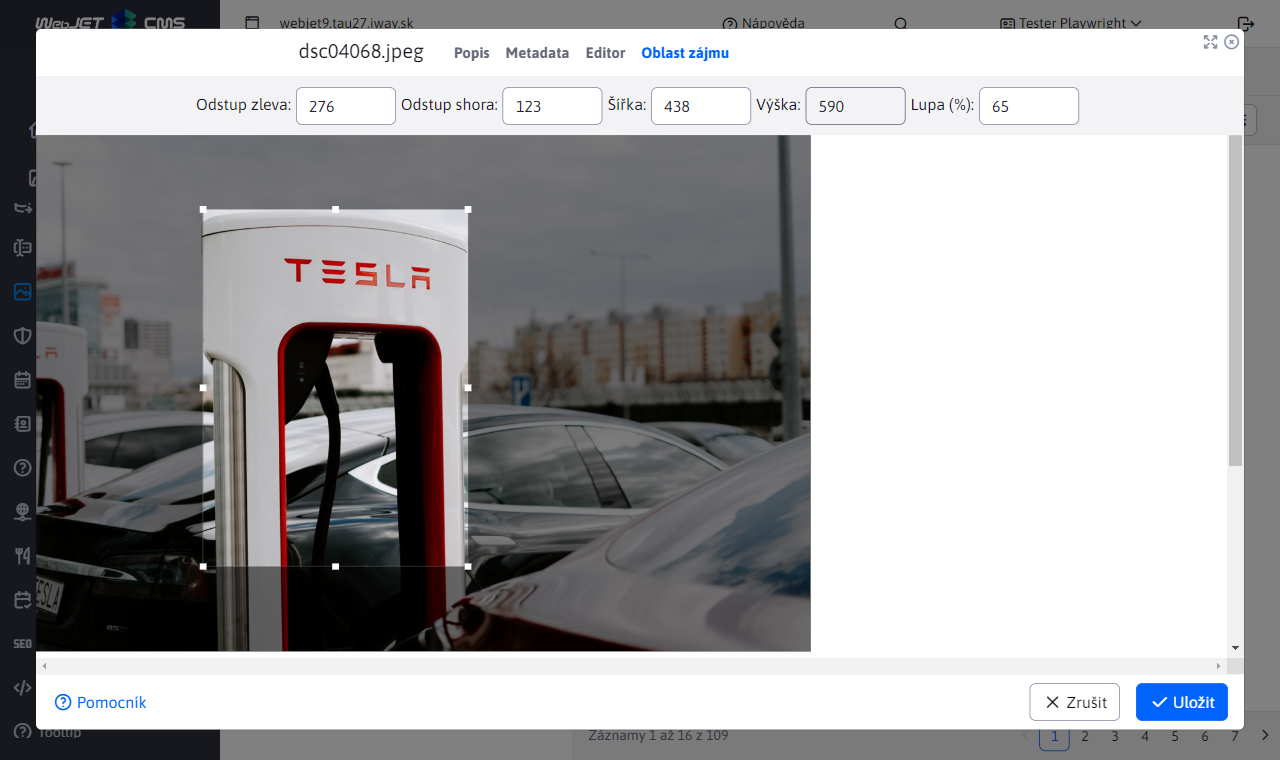 WebJET CMS
webjet9.tau27.iway.sk
Nápověda
Tester Playwright
dsc04068.jpeg
Popis
Metadata
Editor
Oblast zájmu
Odstup zleva: 276
Odstup shora: 123
Šířka: 438
Výška: 590
Lupa (%): 65
TESLA
SEO
Pomocník
Zrušit
Uložit
Tooltip
Záznamy 1 až 16 z 109
1 2 3 4 5 6 7